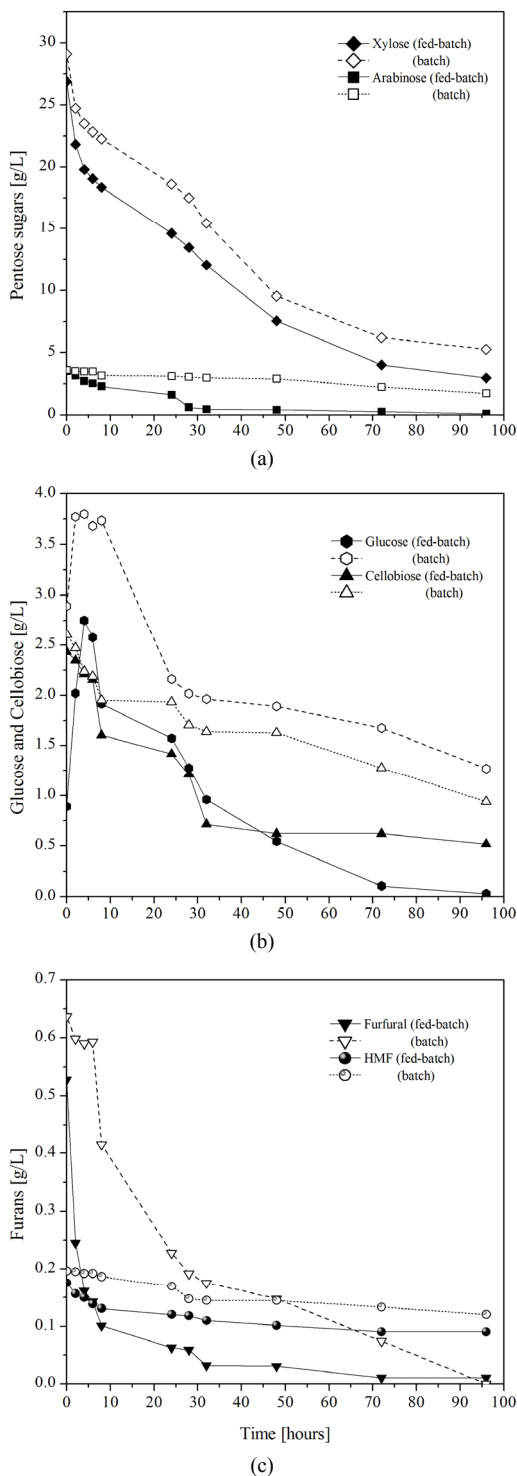 30
25
20
15
10
5
0
Pentose sugars [g/L]
Xylose (fed-batch)
(batch)
Arabinose (fed-batch)
(batch)
0 10 20 30 40 50 60 70 80 90 100
(a)
4.0
3.5
3.0
2.5
2.0
1.5
1.0
0.5
0.0
Glucose and Cellobiose [g/L]
Glucose (fed-batch)
(batch)
Cellobiose (fed-batch)
(batch)
0 10 20 30 40 50 60 70 80 90 100
(b)
0.7
0.6
0.5
0.4
0.3
0.2
0.1
0.0
Furans [g/L]
Furfural (fed-batch)
(batch)
HMF (fed-batch)
(batch)
0 10 20 30 40 50 60 70 80 90 100
Time [hours]
(c)